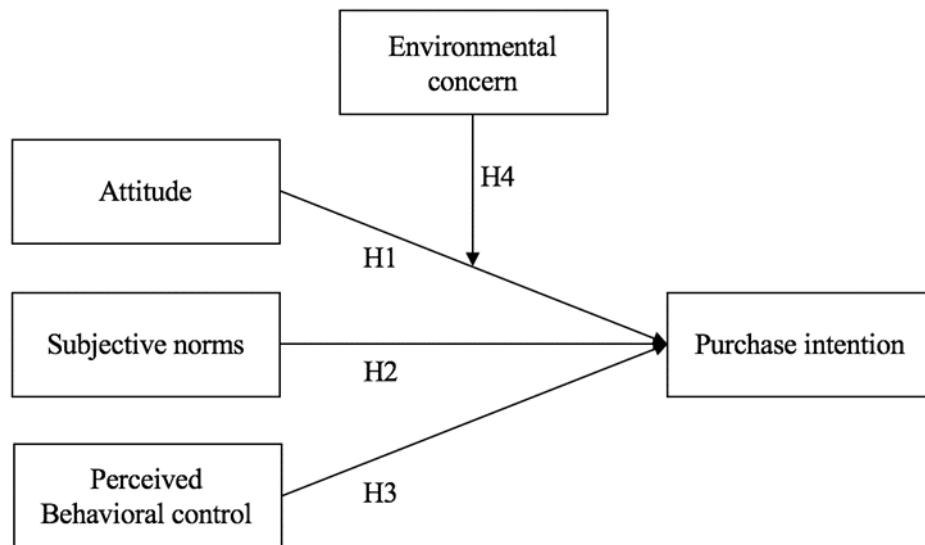 Environmental
concern
H4
Attitude
H1
Subjective norms
H2
Purchase intention
Perceived
Behavioral control
H3